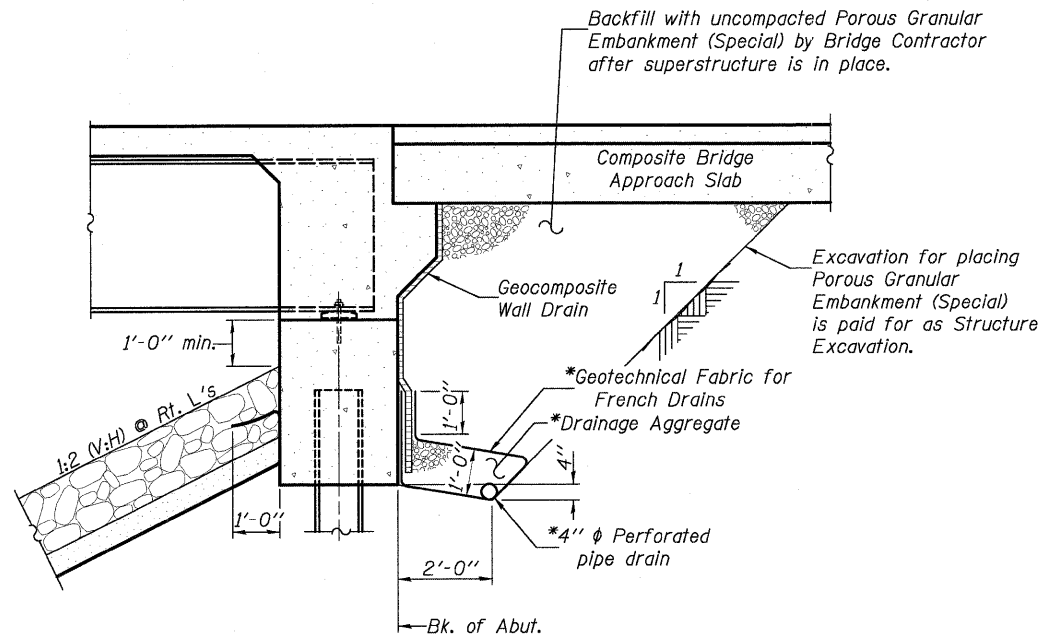 Backfill with uncompacted Porous Granular
Embankment (Special) by Bridge Contractor
after superstructure is in place.
Composite Bridge
Approach Slab
Geocomposite
Wall Drain
1
1
Excavation for placing
Porous Granular
Embankment (Special)
is paid for as Structure
Excavation.
1'-0" min.
1:2 (V:H) @ Rt. L's
1'-0"
*Geotechnical Fabric for
French Drains
*Drainage Aggregate
1'-0"
1'-0"
4"
*4" ϕ Perforated
pipe drain
2'-0"
Bk. of Abut.